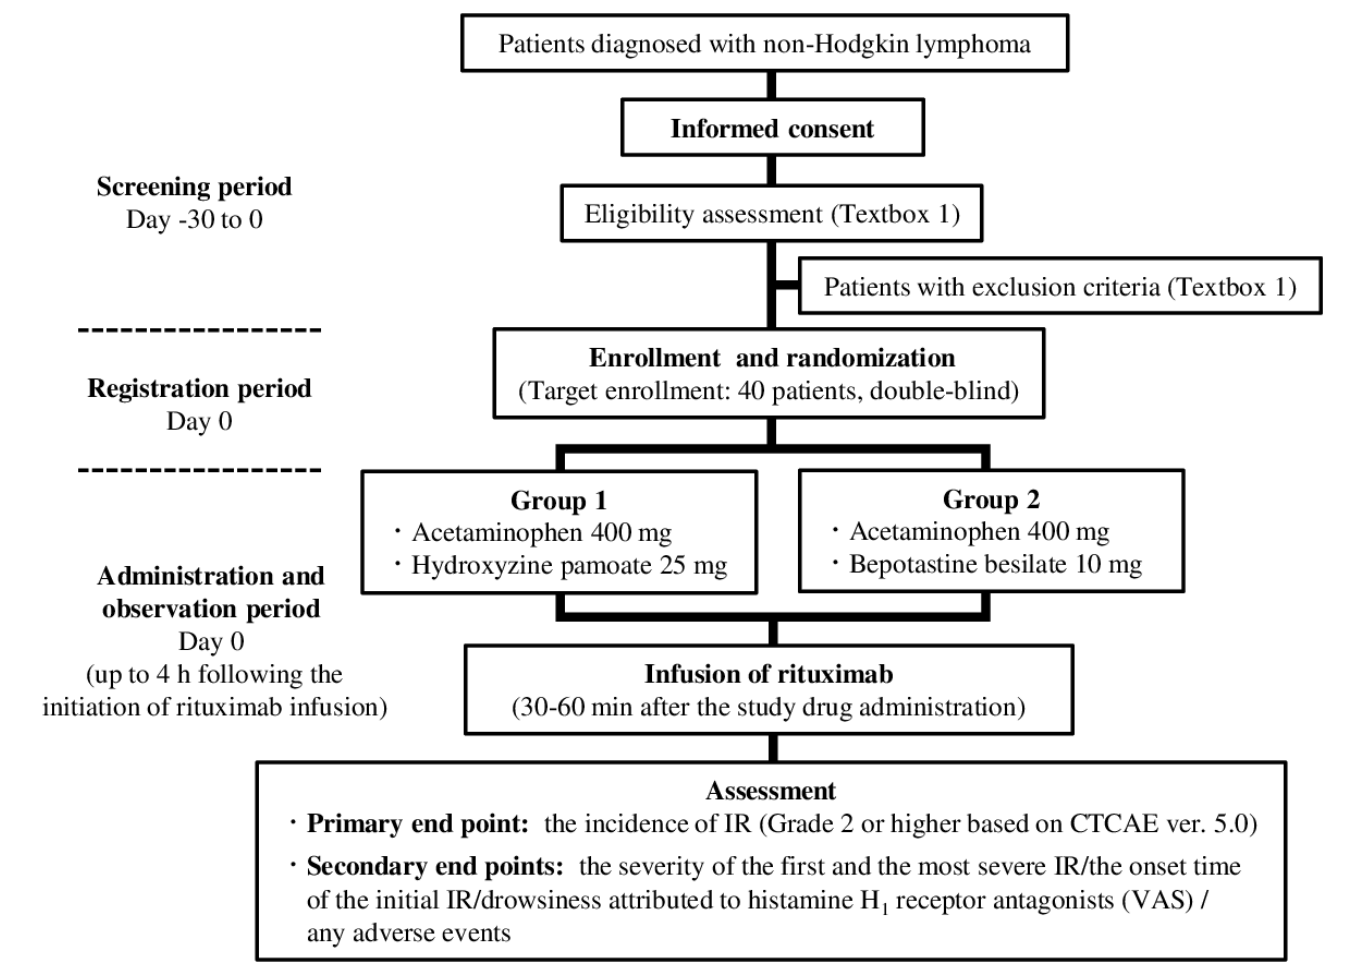 Patients diagnosed with non-Hodgkin lymphoma
Informed consent
Screening period
Day -30 to 0
Eligibility assessment (Textbox 1)
Patients with exclusion criteria (Textbox 1)
Registration period
Day 0
Enrollment and randomization
(Target enrollment: 40 patients, double-blind)
Group 1
・Acetaminophen 400 mg
・Hydroxyzine pamoate 25 mg
Group 2
・Acetaminophen 400 mg
・Bepotastine besilate 10 mg
Administration and
observation period
Day 0
(up to 4 h following the
initiation of rituximab infusion)
Infusion of rituximab
(30-60 min after the study drug administration)
Assessment
・Primary end point: the incidence of IR (Grade 2 or higher based on CTCAE ver. 5.0)
・Secondary end points: the severity of the first and the most severe IR/the onset time
of the initial IR/drowsiness attributed to histamine H₁ receptor antagonists (VAS) /
any adverse events